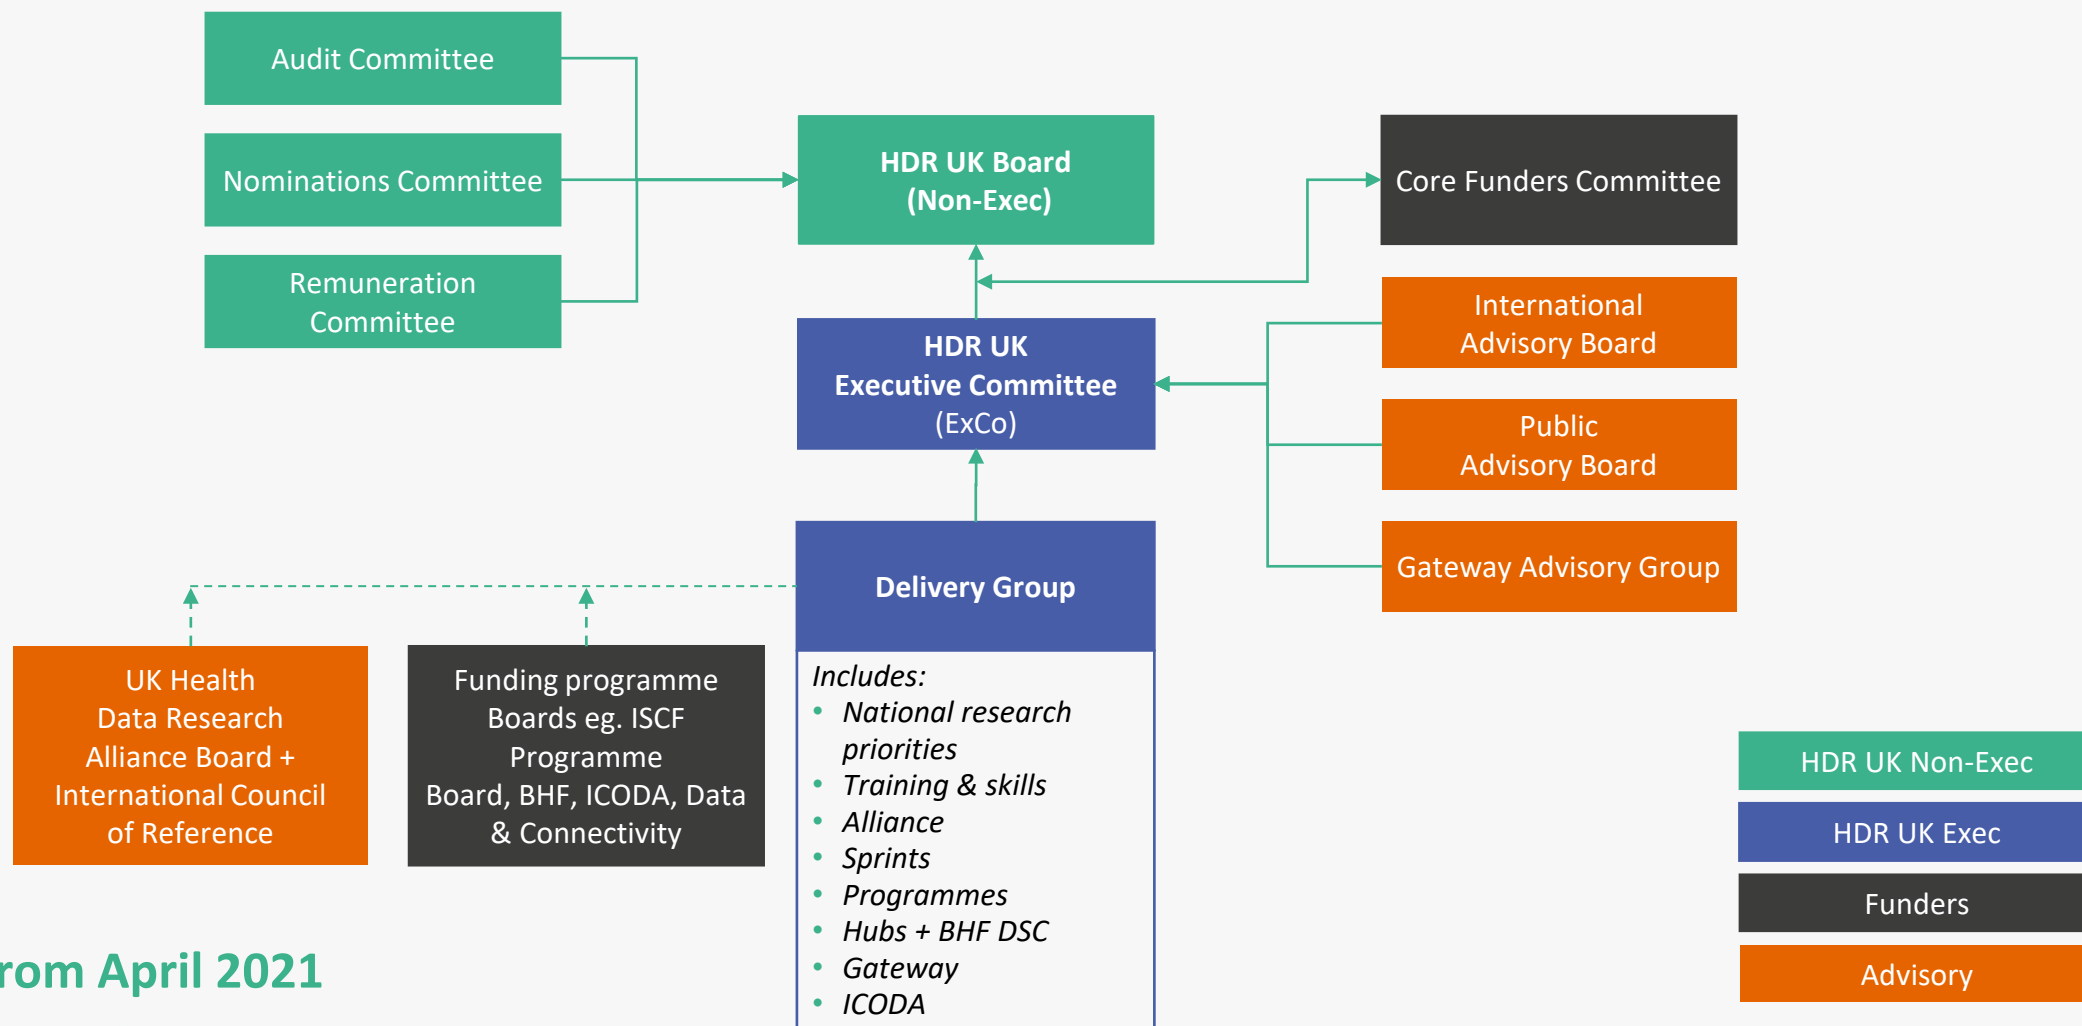 Audit Committee
Nominations Committee
Remuneration
Committee
HDR UK Board
(Non-Exec)
Core Funders Committee
HDR UK
Executive Committee
(ExCo)
International
Advisory Board
Public
Advisory Board
Gateway Advisory Group
Delivery Group
UK Health
Data Research
Alliance Board +
International Council
of Reference
Funding programme
Boards eg. ISCF
Programme
Board, BHF, ICODA, Data
& Connectivity
Includes:
• National research
priorities
• Training & skills
• Alliance
• Sprints
• Programmes
• Hubs + BHF DSC
• Gateway
• ICODA
HDR UK Non-Exec
HDR UK Exec
Funders
Advisory
rom April 2021